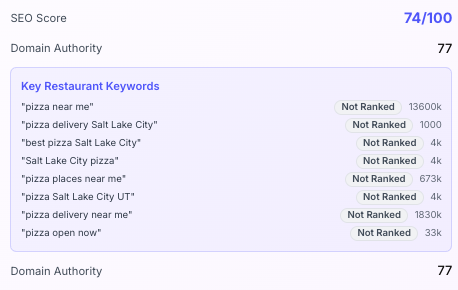 SEO Score 74/100
Domain Authority 77
Key Restaurant Keywords
"pizza near me" Not Ranked 13600k
"pizza delivery Salt Lake City" Not Ranked 1000
"best pizza Salt Lake City" Not Ranked 4k
"Salt Lake City pizza" Not Ranked 4k
"pizza places near me" Not Ranked 673k
"pizza Salt Lake City UT" Not Ranked 4k
"pizza delivery near me" Not Ranked 1830k
"pizza open now" Not Ranked 33k
Domain Authority 77